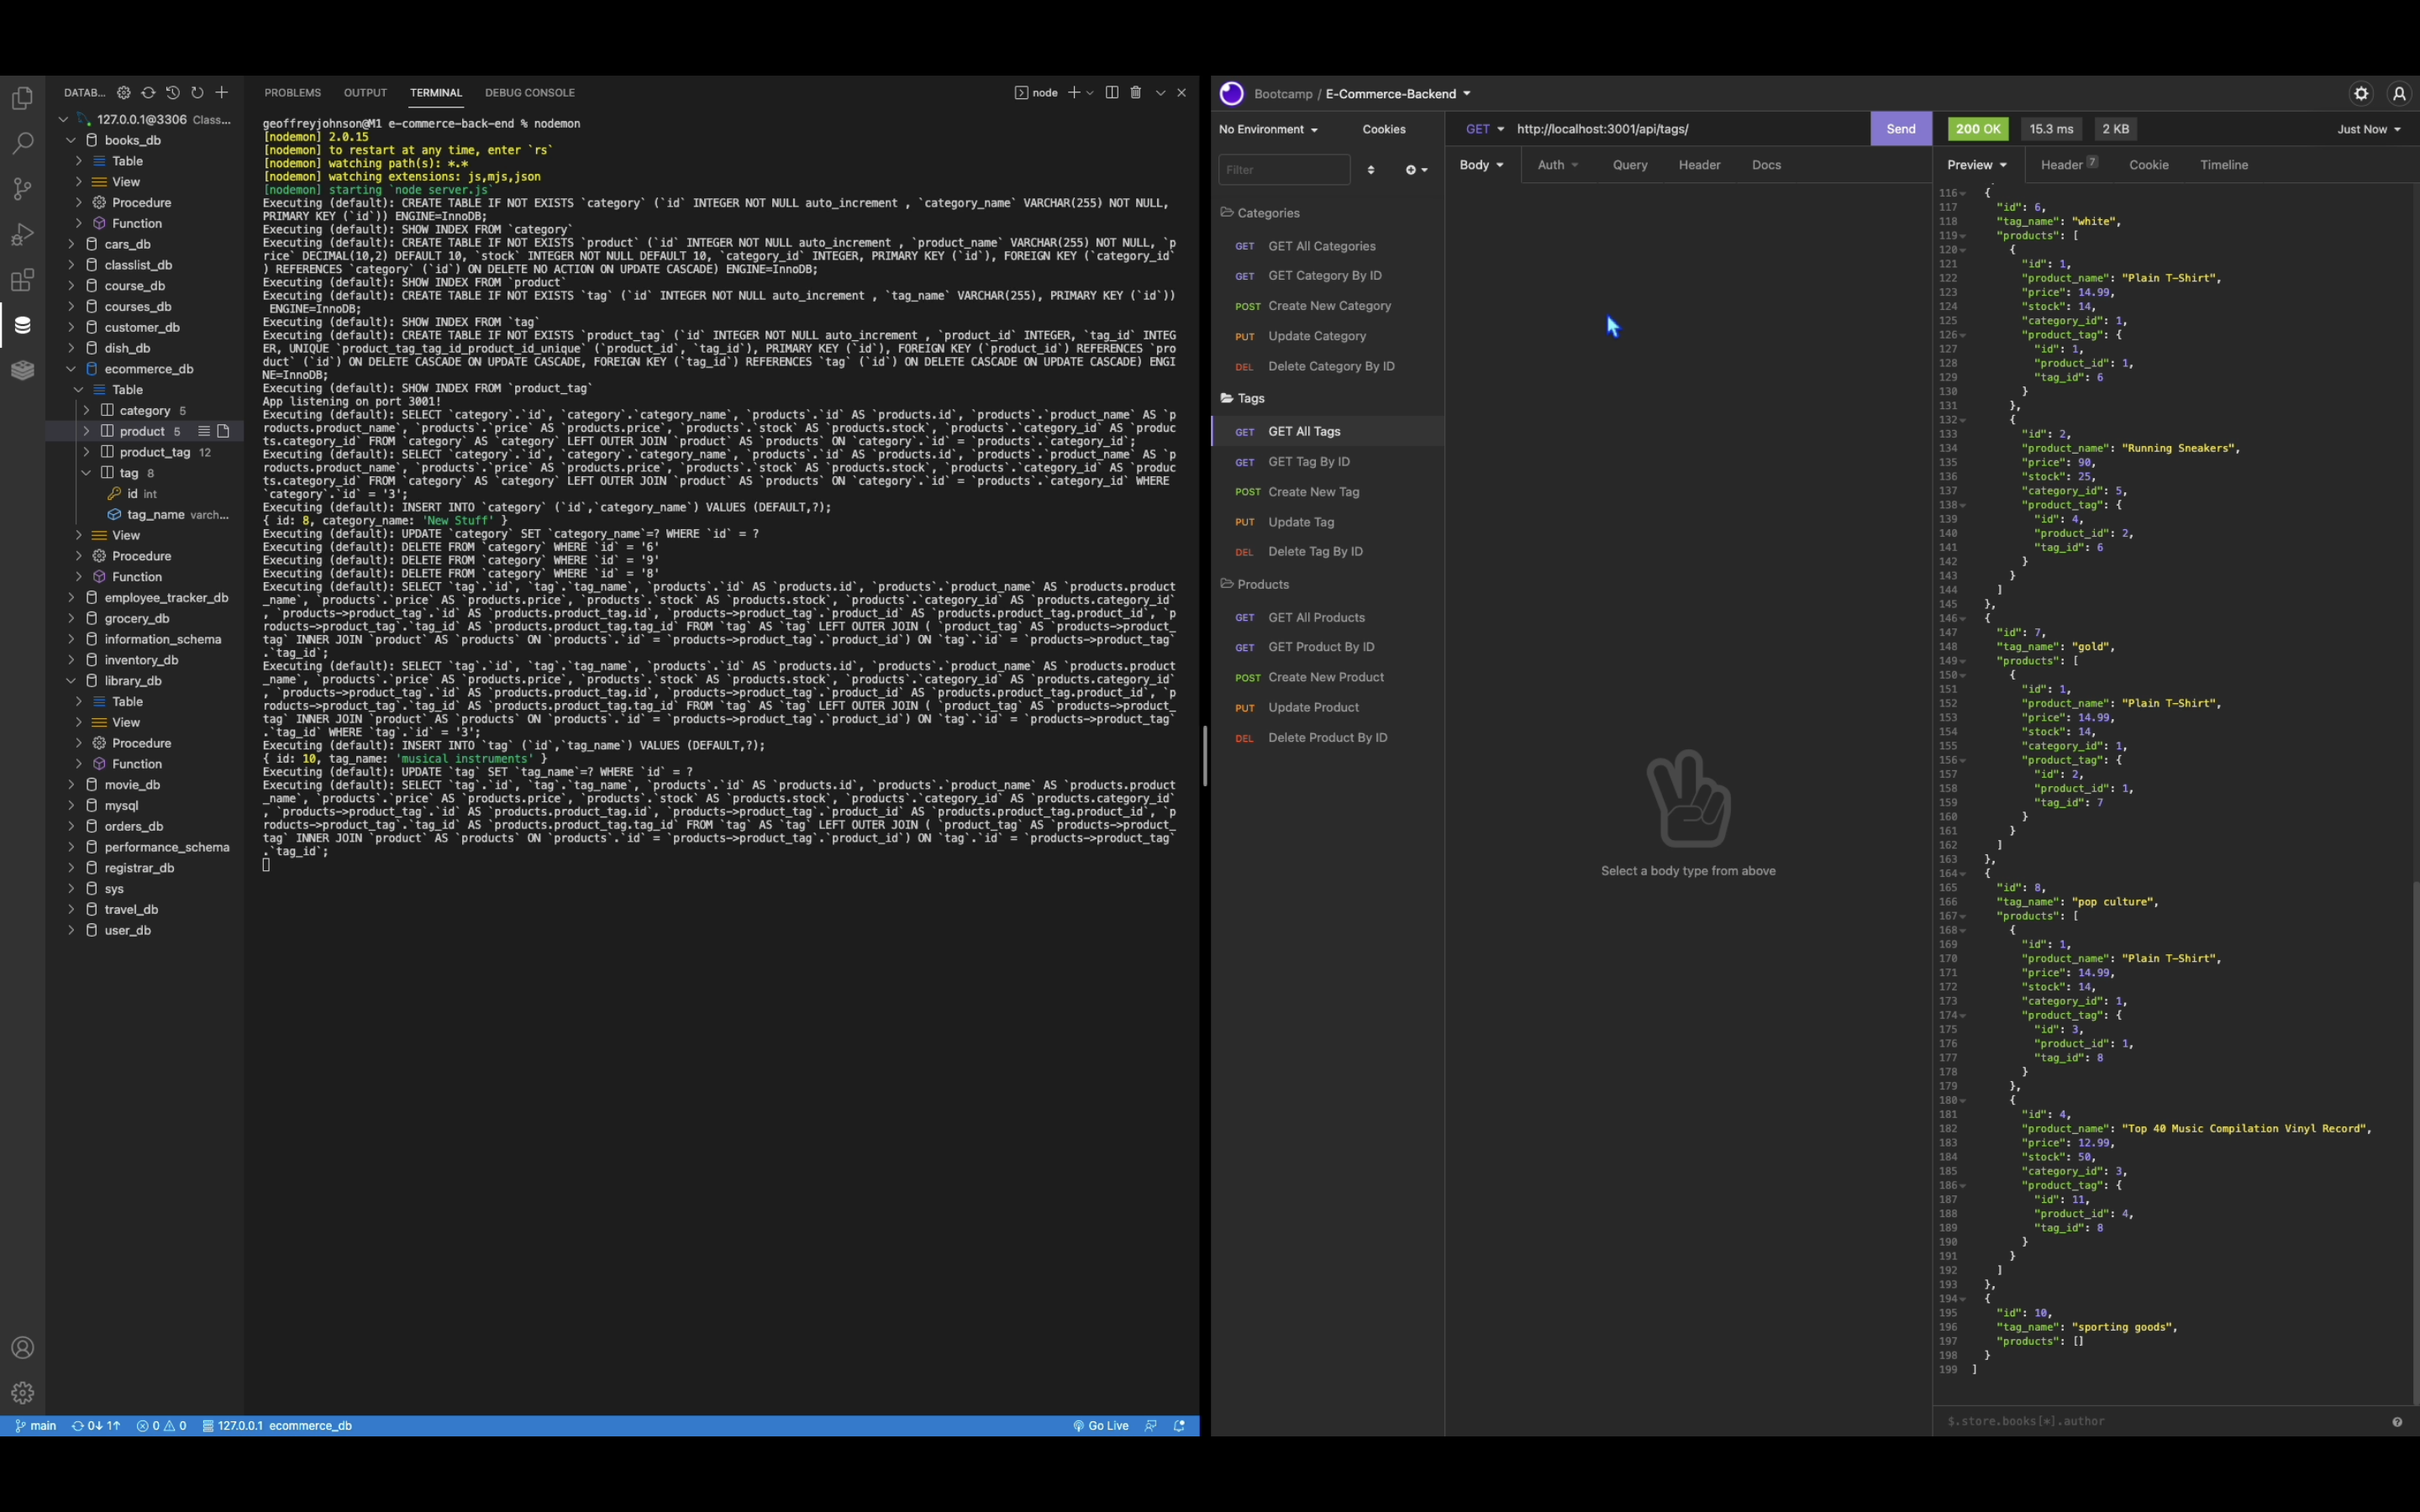 DATAB...
127.0.0.1@3306 Class...
books_db
Table
View
Procedure
Function
cars_db
classlist_db
course_db
courses_db
customer_db
dish_db
ecommerce_db
Table
category 5
product 5
product_tag 12
tag 8
id int
tag_name varch...
View
Procedure
Function
employee_tracker_db
grocery_db
information_schema
inventory_db
library_db
Table
View
Procedure
Function
movie_db
mysql
orders_db
performance_schema
registrar_db
sys
travel_db
user_db
PROBLEMS OUTPUT TERMINAL DEBUG CONSOLE
node
geoffreyjohnson@M1 e-commerce-back-end % nodemon
[nodemon] 2.0.15
[nodemon] to restart at any time, enter `rs`
[nodemon] watching path(s): *.*
[nodemon] watching extensions: js,mjs,json
[nodemon] starting `node server.js`
Executing (default): CREATE TABLE IF NOT EXISTS `category` (`id` INTEGER NOT NULL auto_increment , `category_name` VARCHAR(255) NOT NULL,
PRIMARY KEY (`id`)) ENGINE=InnoDB;
Executing (default): SHOW INDEX FROM `category`
Executing (default): CREATE TABLE IF NOT EXISTS `product` (`id` INTEGER NOT NULL auto_increment , `product_name` VARCHAR(255) NOT NULL, `p
rice` DECIMAL(10,2) DEFAULT 10, `stock` INTEGER NOT NULL DEFAULT 10, `category_id` INTEGER, PRIMARY KEY (`id`), FOREIGN KEY (`category_id`
) REFERENCES `category` (`id`) ON DELETE NO ACTION ON UPDATE CASCADE) ENGINE=InnoDB;
Executing (default): SHOW INDEX FROM `product`
Executing (default): CREATE TABLE IF NOT EXISTS `tag` (`id` INTEGER NOT NULL auto_increment , `tag_name` VARCHAR(255), PRIMARY KEY (`id`))
ENGINE=InnoDB;
Executing (default): SHOW INDEX FROM `tag`
Executing (default): CREATE TABLE IF NOT EXISTS `product_tag` (`id` INTEGER NOT NULL auto_increment , `product_id` INTEGER, `tag_id` INTEG
ER, UNIQUE `product_tag_tag_id_product_id_unique` (`product_id`, `tag_id`), PRIMARY KEY (`id`), FOREIGN KEY (`product_id`) REFERENCES `pro
duct` (`id`) ON DELETE CASCADE ON UPDATE CASCADE, FOREIGN KEY (`tag_id`) REFERENCES `tag` (`id`) ON DELETE CASCADE ON UPDATE CASCADE) ENGI
NE=InnoDB;
Executing (default): SHOW INDEX FROM `product_tag`
App listening on port 3001!
Executing (default): SELECT `category`.`id`, `category`.`category_name`, `products`.`id` AS `products.id`, `products`.`product_name` AS `p
roducts.product_name`, `products`.`price` AS `products.price`, `products`.`stock` AS `products.stock`, `products`.`category_id` AS `produc
ts.category_id` FROM `category` AS `category` LEFT OUTER JOIN `product` AS `products` ON `category`.`id` = `products`.`category_id`;
Executing (default): SELECT `category`.`id`, `category`.`category_name`, `products`.`id` AS `products.id`, `products`.`product_name` AS `p
roducts.product_name`, `products`.`price` AS `products.price`, `products`.`stock` AS `products.stock`, `products`.`category_id` AS `produc
ts.category_id` FROM `category` AS `category` LEFT OUTER JOIN `product` AS `products` ON `category`.`id` = `products`.`category_id` WHERE
`category`.`id` = '3';
Executing (default): INSERT INTO `category` (`id`,`category_name`) VALUES (DEFAULT,?);
{ id: 8, category_name: 'New Stuff' }
Executing (default): UPDATE `category` SET `category_name`=? WHERE `id` = ?
Executing (default): DELETE FROM `category` WHERE `id` = '6'
Executing (default): DELETE FROM `category` WHERE `id` = '9'
Executing (default): DELETE FROM `category` WHERE `id` = '8'
Executing (default): SELECT `tag`.`id`, `tag`.`tag_name`, `products`.`id` AS `products.id`, `products`.`product_name` AS `products.product
_name`, `products`.`price` AS `products.price`, `products`.`stock` AS `products.stock`, `products`.`category_id` AS `products.category_id`
, `products->product_tag`.`id` AS `products.product_tag.id`, `products->product_tag`.`product_id` AS `products.product_tag.product_id`, `p
roducts->product_tag`.`tag_id` AS `products.product_tag.tag_id` FROM `tag` AS `tag` LEFT OUTER JOIN ( `product_tag` AS `products->product_
tag` INNER JOIN `product` AS `products` ON `products`.`id` = `products->product_tag`.`product_id`) ON `tag`.`id` = `products->product_tag`
.`tag_id`;
Executing (default): SELECT `tag`.`id`, `tag`.`tag_name`, `products`.`id` AS `products.id`, `products`.`product_name` AS `products.product
_name`, `products`.`price` AS `products.price`, `products`.`stock` AS `products.stock`, `products`.`category_id` AS `products.category_id`
, `products->product_tag`.`id` AS `products.product_tag.id`, `products->product_tag`.`product_id` AS `products.product_tag.product_id`, `p
roducts->product_tag`.`tag_id` AS `products.product_tag.tag_id` FROM `tag` AS `tag` LEFT OUTER JOIN ( `product_tag` AS `products->product_
tag` INNER JOIN `product` AS `products` ON `products`.`id` = `products->product_tag`.`product_id`) ON `tag`.`id` = `products->product_tag`
.`tag_id` WHERE `tag`.`id` = '3';
Executing (default): INSERT INTO `tag` (`id`,`tag_name`) VALUES (DEFAULT,?);
{ id: 10, tag_name: 'musical instruments' }
Executing (default): UPDATE `tag` SET `tag_name`=? WHERE `id` = ?
Executing (default): SELECT `tag`.`id`, `tag`.`tag_name`, `products`.`id` AS `products.id`, `products`.`product_name` AS `products.product
_name`, `products`.`price` AS `products.price`, `products`.`stock` AS `products.stock`, `products`.`category_id` AS `products.category_id`
, `products->product_tag`.`id` AS `products.product_tag.id`, `products->product_tag`.`product_id` AS `products.product_tag.product_id`, `p
roducts->product_tag`.`tag_id` AS `products.product_tag.tag_id` FROM `tag` AS `tag` LEFT OUTER JOIN ( `product_tag` AS `products->product_
tag` INNER JOIN `product` AS `products` ON `products`.`id` = `products->product_tag`.`product_id`) ON `tag`.`id` = `products->product_tag`
.`tag_id`;
main 0↓ 1↑ 0 0 127.0.0.1 ecommerce_db Go Live
Bootcamp / E-Commerce-Backend
No Environment Cookies
Filter
Categories
GET GET All Categories
GET GET Category By ID
POST Create New Category
PUT Update Category
DEL Delete Category By ID
Tags
GET GET All Tags
GET GET Tag By ID
POST Create New Tag
PUT Update Tag
DEL Delete Tag By ID
Products
GET GET All Products
GET GET Product By ID
POST Create New Product
PUT Update Product
DEL Delete Product By ID
GET http://localhost:3001/api/tags/ Send
Body Auth Query Header Docs
Select a body type from above
200 OK 15.3 ms 2 KB Just Now
Preview Header 7 Cookie Timeline
116 {
117 "id": 6,
118 "tag_name": "white",
119 "products": [
120 {
121 "id": 1,
122 "product_name": "Plain T-Shirt",
123 "price": 14.99,
124 "stock": 14,
125 "category_id": 1,
126 "product_tag": {
127 "id": 1,
128 "product_id": 1,
129 "tag_id": 6
130 }
131 },
132 {
133 "id": 2,
134 "product_name": "Running Sneakers",
135 "price": 90,
136 "stock": 25,
137 "category_id": 5,
138 "product_tag": {
139 "id": 4,
140 "product_id": 2,
141 "tag_id": 6
142 }
143 }
144 ]
145 },
146 {
147 "id": 7,
148 "tag_name": "gold",
149 "products": [
150 {
151 "id": 1,
152 "product_name": "Plain T-Shirt",
153 "price": 14.99,
154 "stock": 14,
155 "category_id": 1,
156 "product_tag": {
157 "id": 2,
158 "product_id": 1,
159 "tag_id": 7
160 }
161 }
162 ]
163 },
164 {
165 "id": 8,
166 "tag_name": "pop culture",
167 "products": [
168 {
169 "id": 1,
170 "product_name": "Plain T-Shirt",
171 "price": 14.99,
172 "stock": 14,
173 "category_id": 1,
174 "product_tag": {
175 "id": 3,
176 "product_id": 1,
177 "tag_id": 8
178 }
179 },
180 {
181 "id": 4,
182 "product_name": "Top 40 Music Compilation Vinyl Record",
183 "price": 12.99,
184 "stock": 50,
185 "category_id": 3,
186 "product_tag": {
187 "id": 11,
188 "product_id": 4,
189 "tag_id": 8
190 }
191 }
192 ]
193 },
194 {
195 "id": 10,
196 "tag_name": "sporting goods",
197 "products": []
198 }
199 ]
$.store.books[*].author